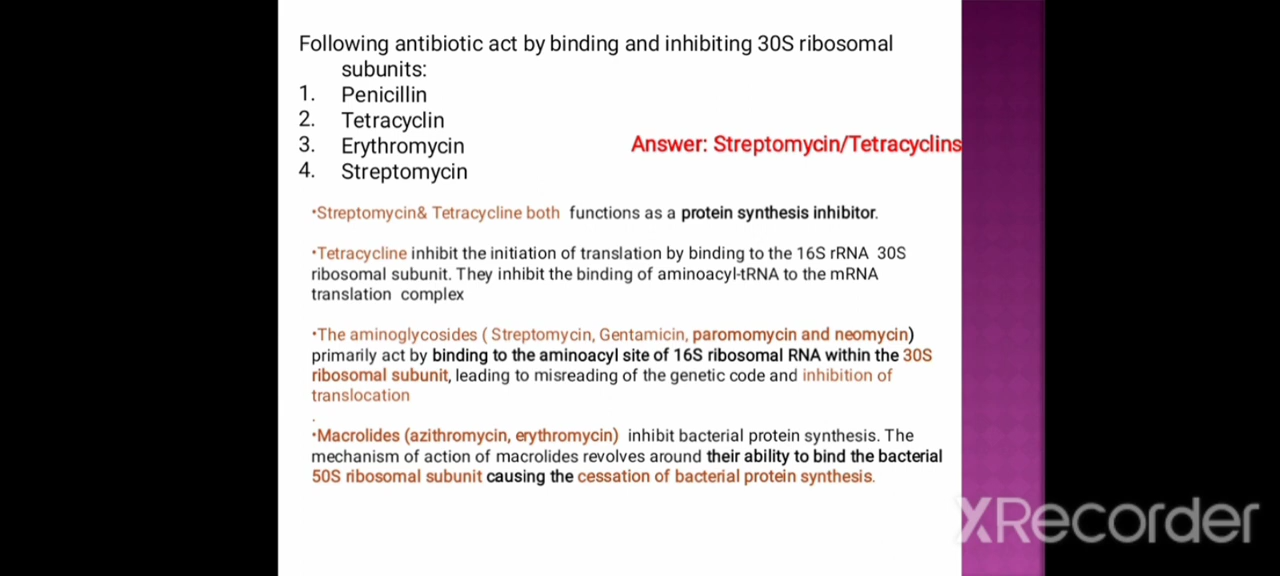 Following antibiotic act by binding and inhibiting 30S ribosomal
subunits:
1. Penicillin
2. Tetracyclin
3. Erythromycin
4. Streptomycin
Answer: Streptomycin/Tetracyclins
•Streptomycin& Tetracycline both functions as a protein synthesis inhibitor.
•Tetracycline inhibit the initiation of translation by binding to the 16S rRNA 30S
ribosomal subunit. They inhibit the binding of aminoacyl-tRNA to the mRNA
translation complex
•The aminoglycosides ( Streptomycin, Gentamicin, paromomycin and neomycin)
primarily act by binding to the aminoacyl site of 16S ribosomal RNA within the 30S
ribosomal subunit, leading to misreading of the genetic code and inhibition of
translocation
.
•Macrolides (azithromycin, erythromycin) inhibit bacterial protein synthesis. The
mechanism of action of macrolides revolves around their ability to bind the bacterial
50S ribosomal subunit causing the cessation of bacterial protein synthesis.
XRecorder